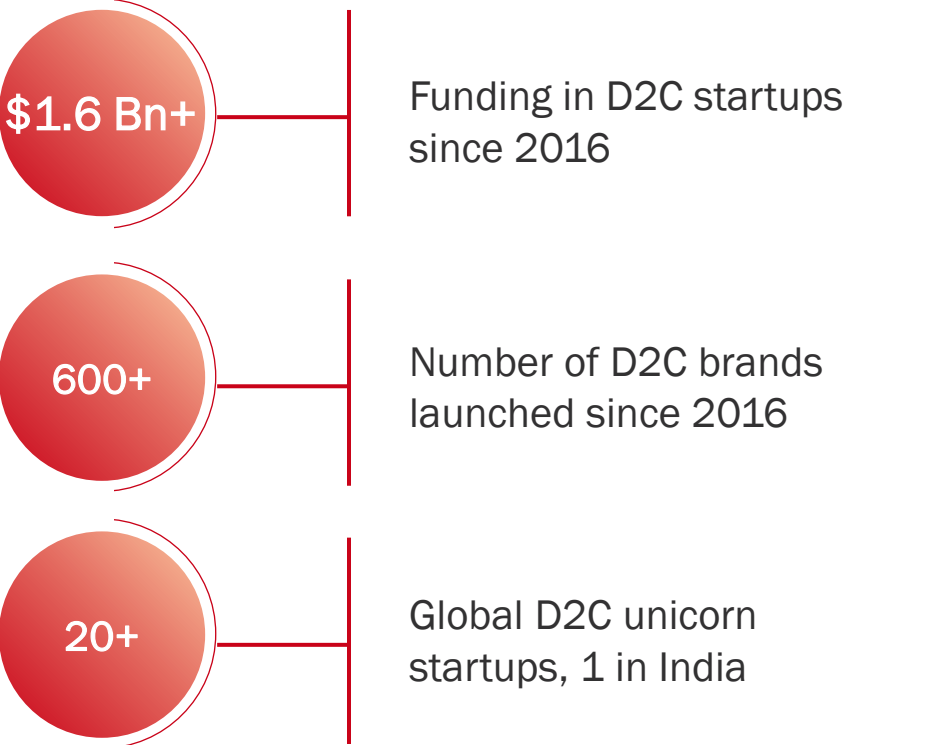 $1.6 Bn+
Funding in D2C startups
since 2016
600+
Number of D2C brands
launched since 2016
20+
Global D2C unicorn
startups, 1 in India